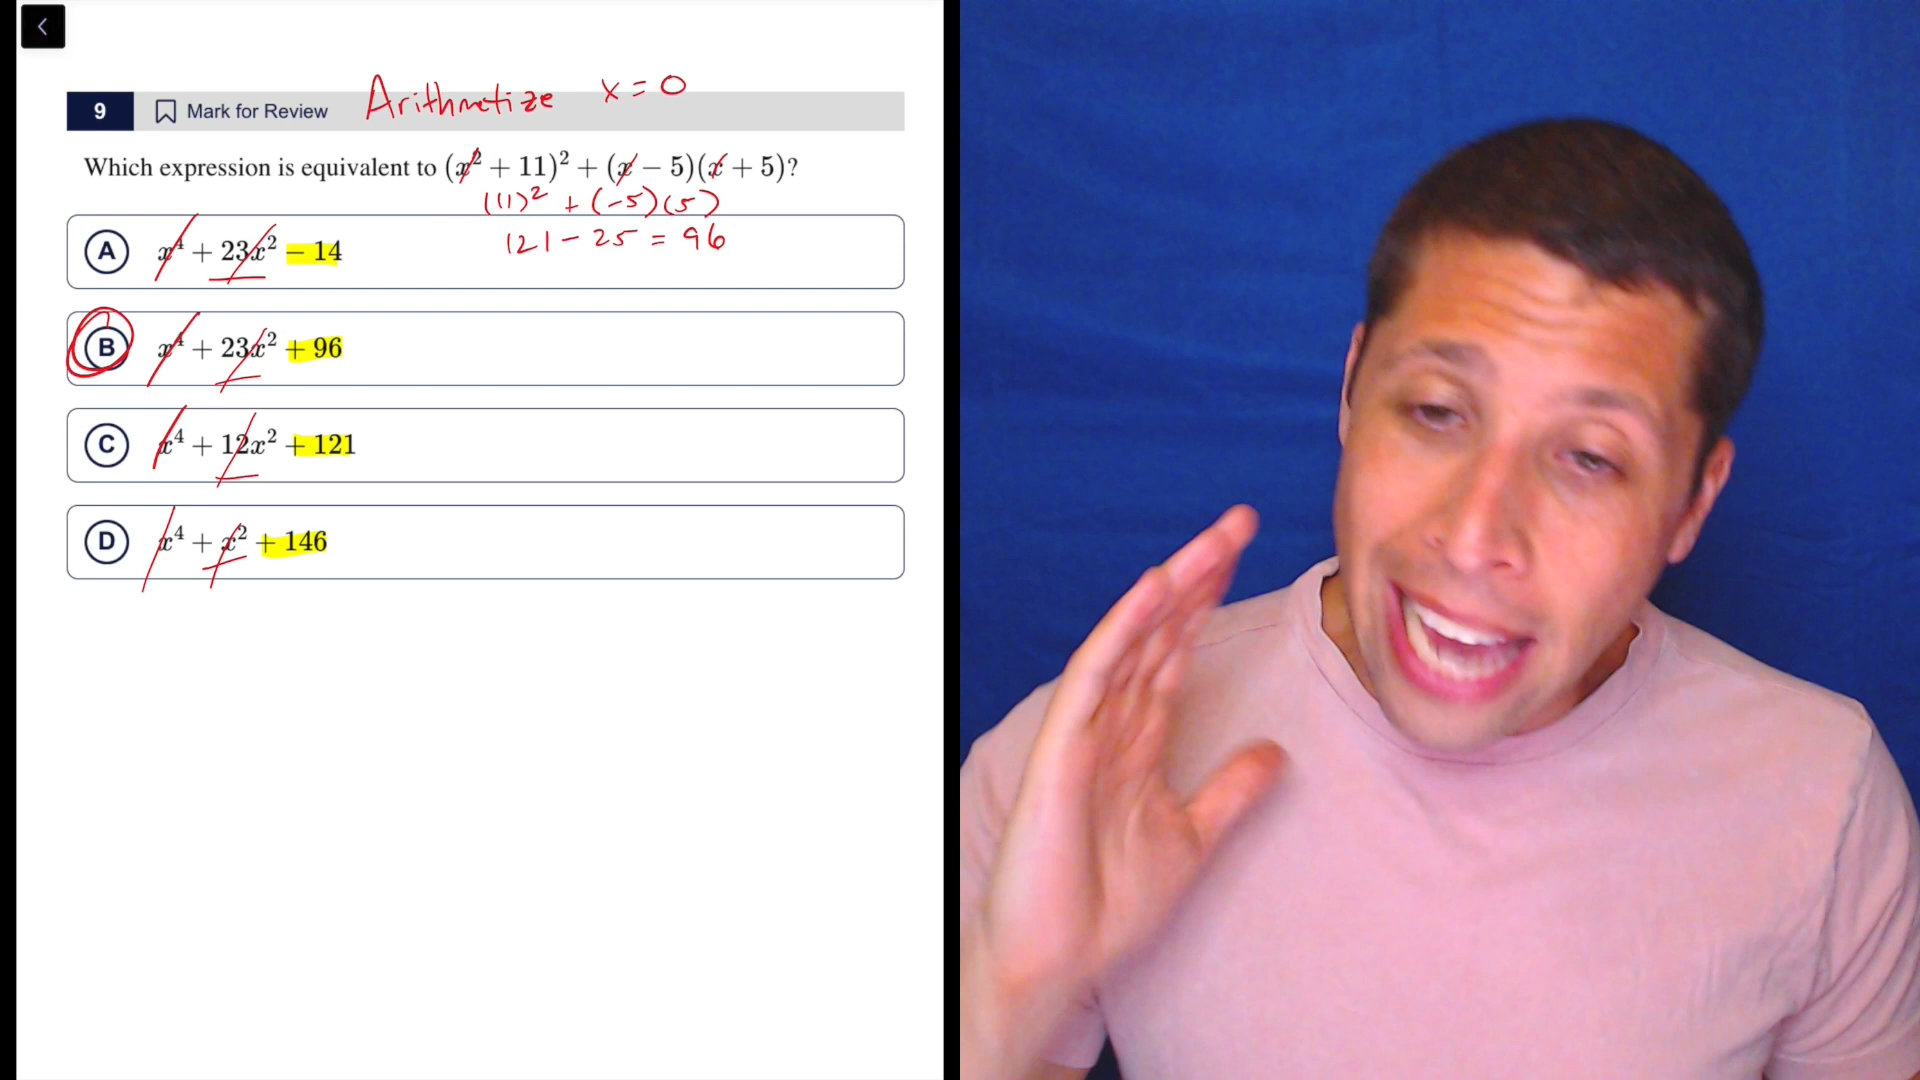 Arithmetize x = 0
9 Mark for Review
Which expression is equivalent to (x² + 11)² + (x − 5)(x + 5)?
(11)² + (-5)(5)
121 - 25 = 96
A x⁴ + 23x² − 14
B x⁴ + 23x² + 96
C x⁴ + 12x² + 121
D x⁴ + x² + 146